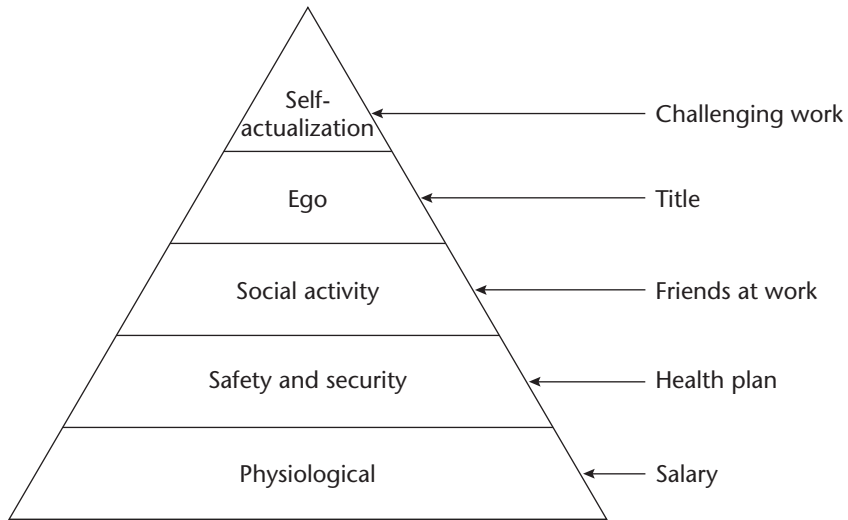 Self-
actualization
Challenging work
Ego
Title
Social activity
Friends at work
Safety and security
Health plan
Physiological
Salary